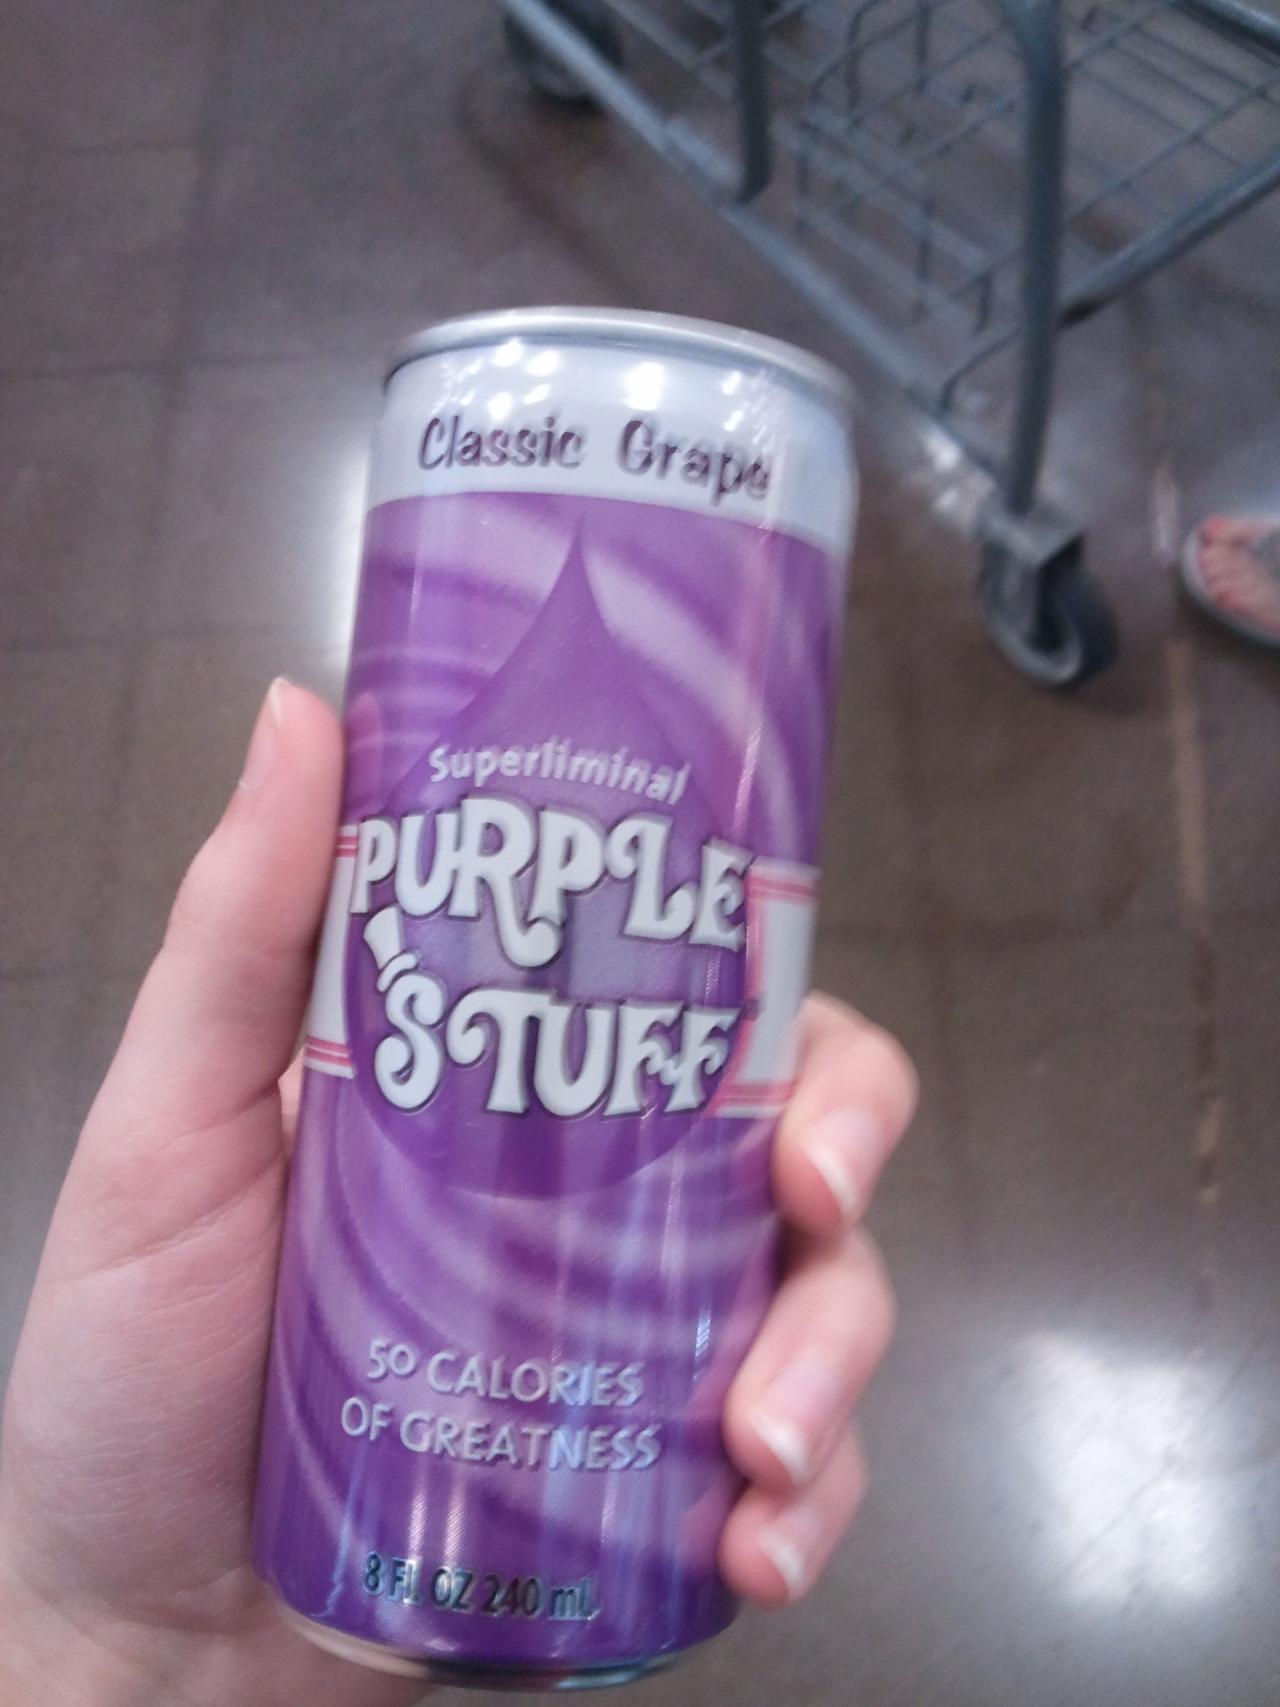 Classic Grape
Superliminal
PURPLE
STUFF
50 CALORIES
OF GREATNESS
8 FL OZ 240 mL